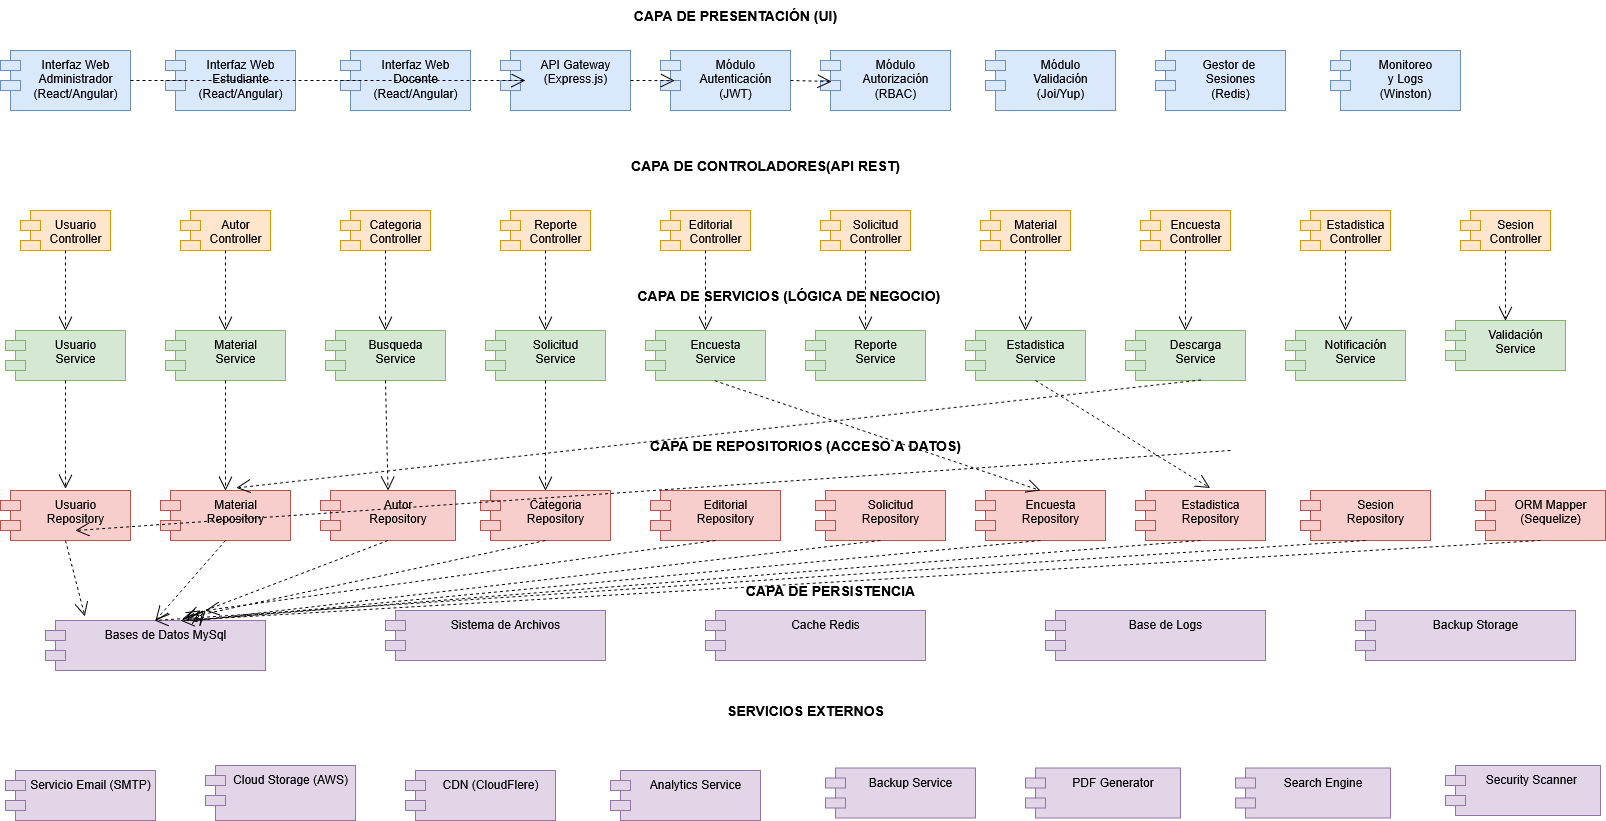 CAPA DE PRESENTACIÓN (UI)
Interfaz Web
Administrador
(React/Angular)
Interfaz Web
Estudiante
(React/Angular)
Interfaz Web
Docente
(React/Angular)
API Gateway
(Express.js)
Módulo
Autenticación
(JWT)
Módulo
Autorización
(RBAC)
Módulo
Validación
(Joi/Yup)
Gestor de
Sesiones
(Redis)
Monitoreo
y Logs
(Winston)
CAPA DE CONTROLADORES(API REST)
Usuario
Controller
Autor
Controller
Categoria
Controller
Reporte
Controller
Editorial
Controller
Solicitud
Controller
Material
Controller
Encuesta
Controller
Estadistica
Controller
Sesion
Controller
CAPA DE SERVICIOS (LÓGICA DE NEGOCIO)
Usuario
Service
Material
Service
Busqueda
Service
Solicitud
Service
Encuesta
Service
Reporte
Service
Estadistica
Service
Descarga
Service
Notificación
Service
Validación
Service
CAPA DE REPOSITORIOS (ACCESO A DATOS)
Usuario
Repository
Material
Repository
Autor
Repository
Categoria
Repository
Editorial
Repository
Solicitud
Repository
Encuesta
Repository
Estadistica
Repository
Sesion
Repository
ORM Mapper
(Sequelize)
CAPA DE PERSISTENCIA
Bases de Datos MySql
Sistema de Archivos
Cache Redis
Base de Logs
Backup Storage
SERVICIOS EXTERNOS
Servicio Email (SMTP)
Cloud Storage (AWS)
CDN (CloudFlere)
Analytics Service
Backup Service
PDF Generator
Search Engine
Security Scanner